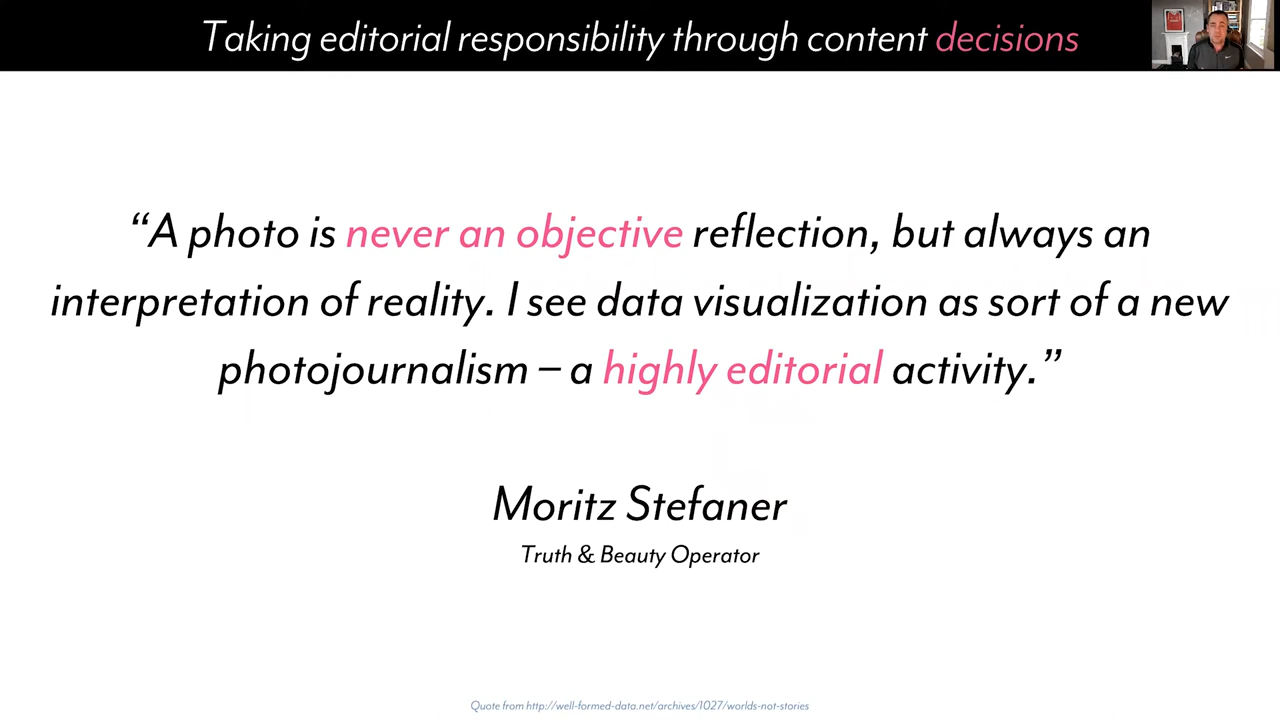 Taking editorial responsibility through content decisions
“A photo is never an objective reflection, but always an
interpretation of reality. I see data visualization as sort of a new
photojournalism – a highly editorial activity.”
Moritz Stefaner
Truth & Beauty Operator
Quote from http://well-formed-data.net/archives/1027/worlds-not-stories